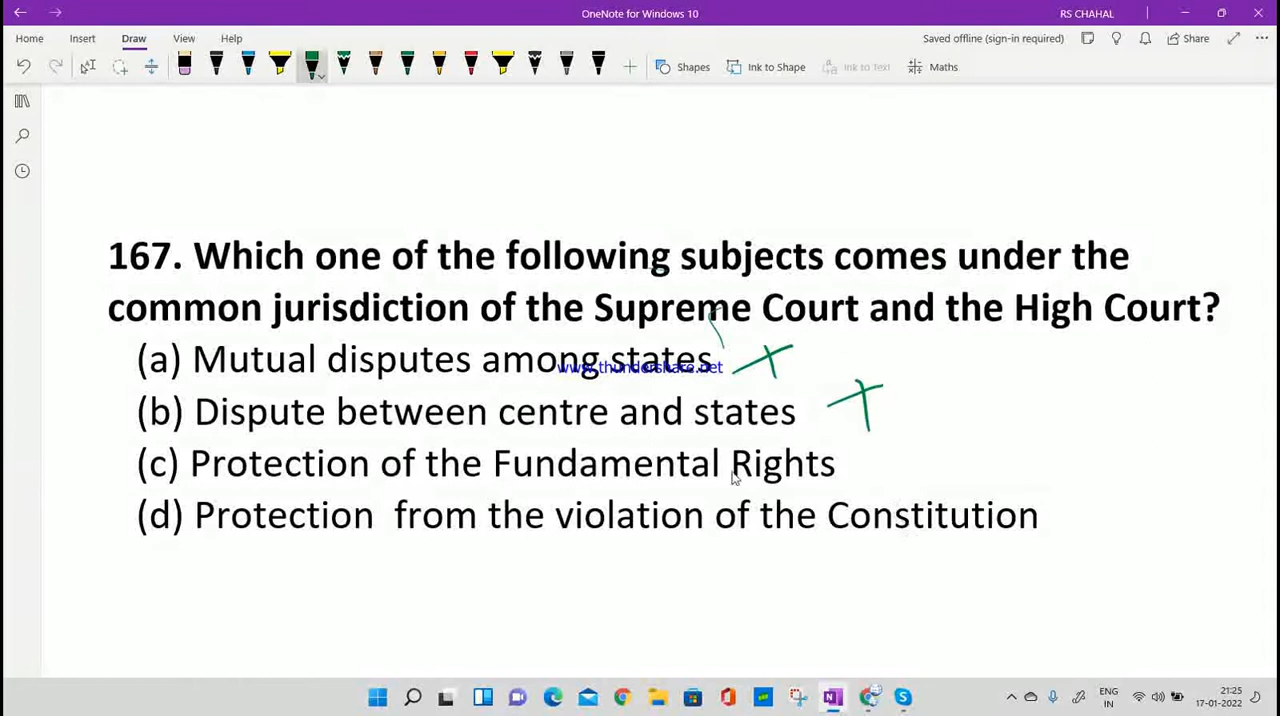 OneNote for Windows 10
RS CHAHAL
Home Insert Draw View Help
Saved offline (sign-in required)
Share
Shapes Ink to Shape Ink to Text Maths
167. Which one of the following subjects comes under the
common jurisdiction of the Supreme Court and the High Court?
(a) Mutual disputes among states
www.thundershare.net
(b) Dispute between centre and states
(c) Protection of the Fundamental Rights
(d) Protection from the violation of the Constitution
ENG
IN
21:25
17-01-2022